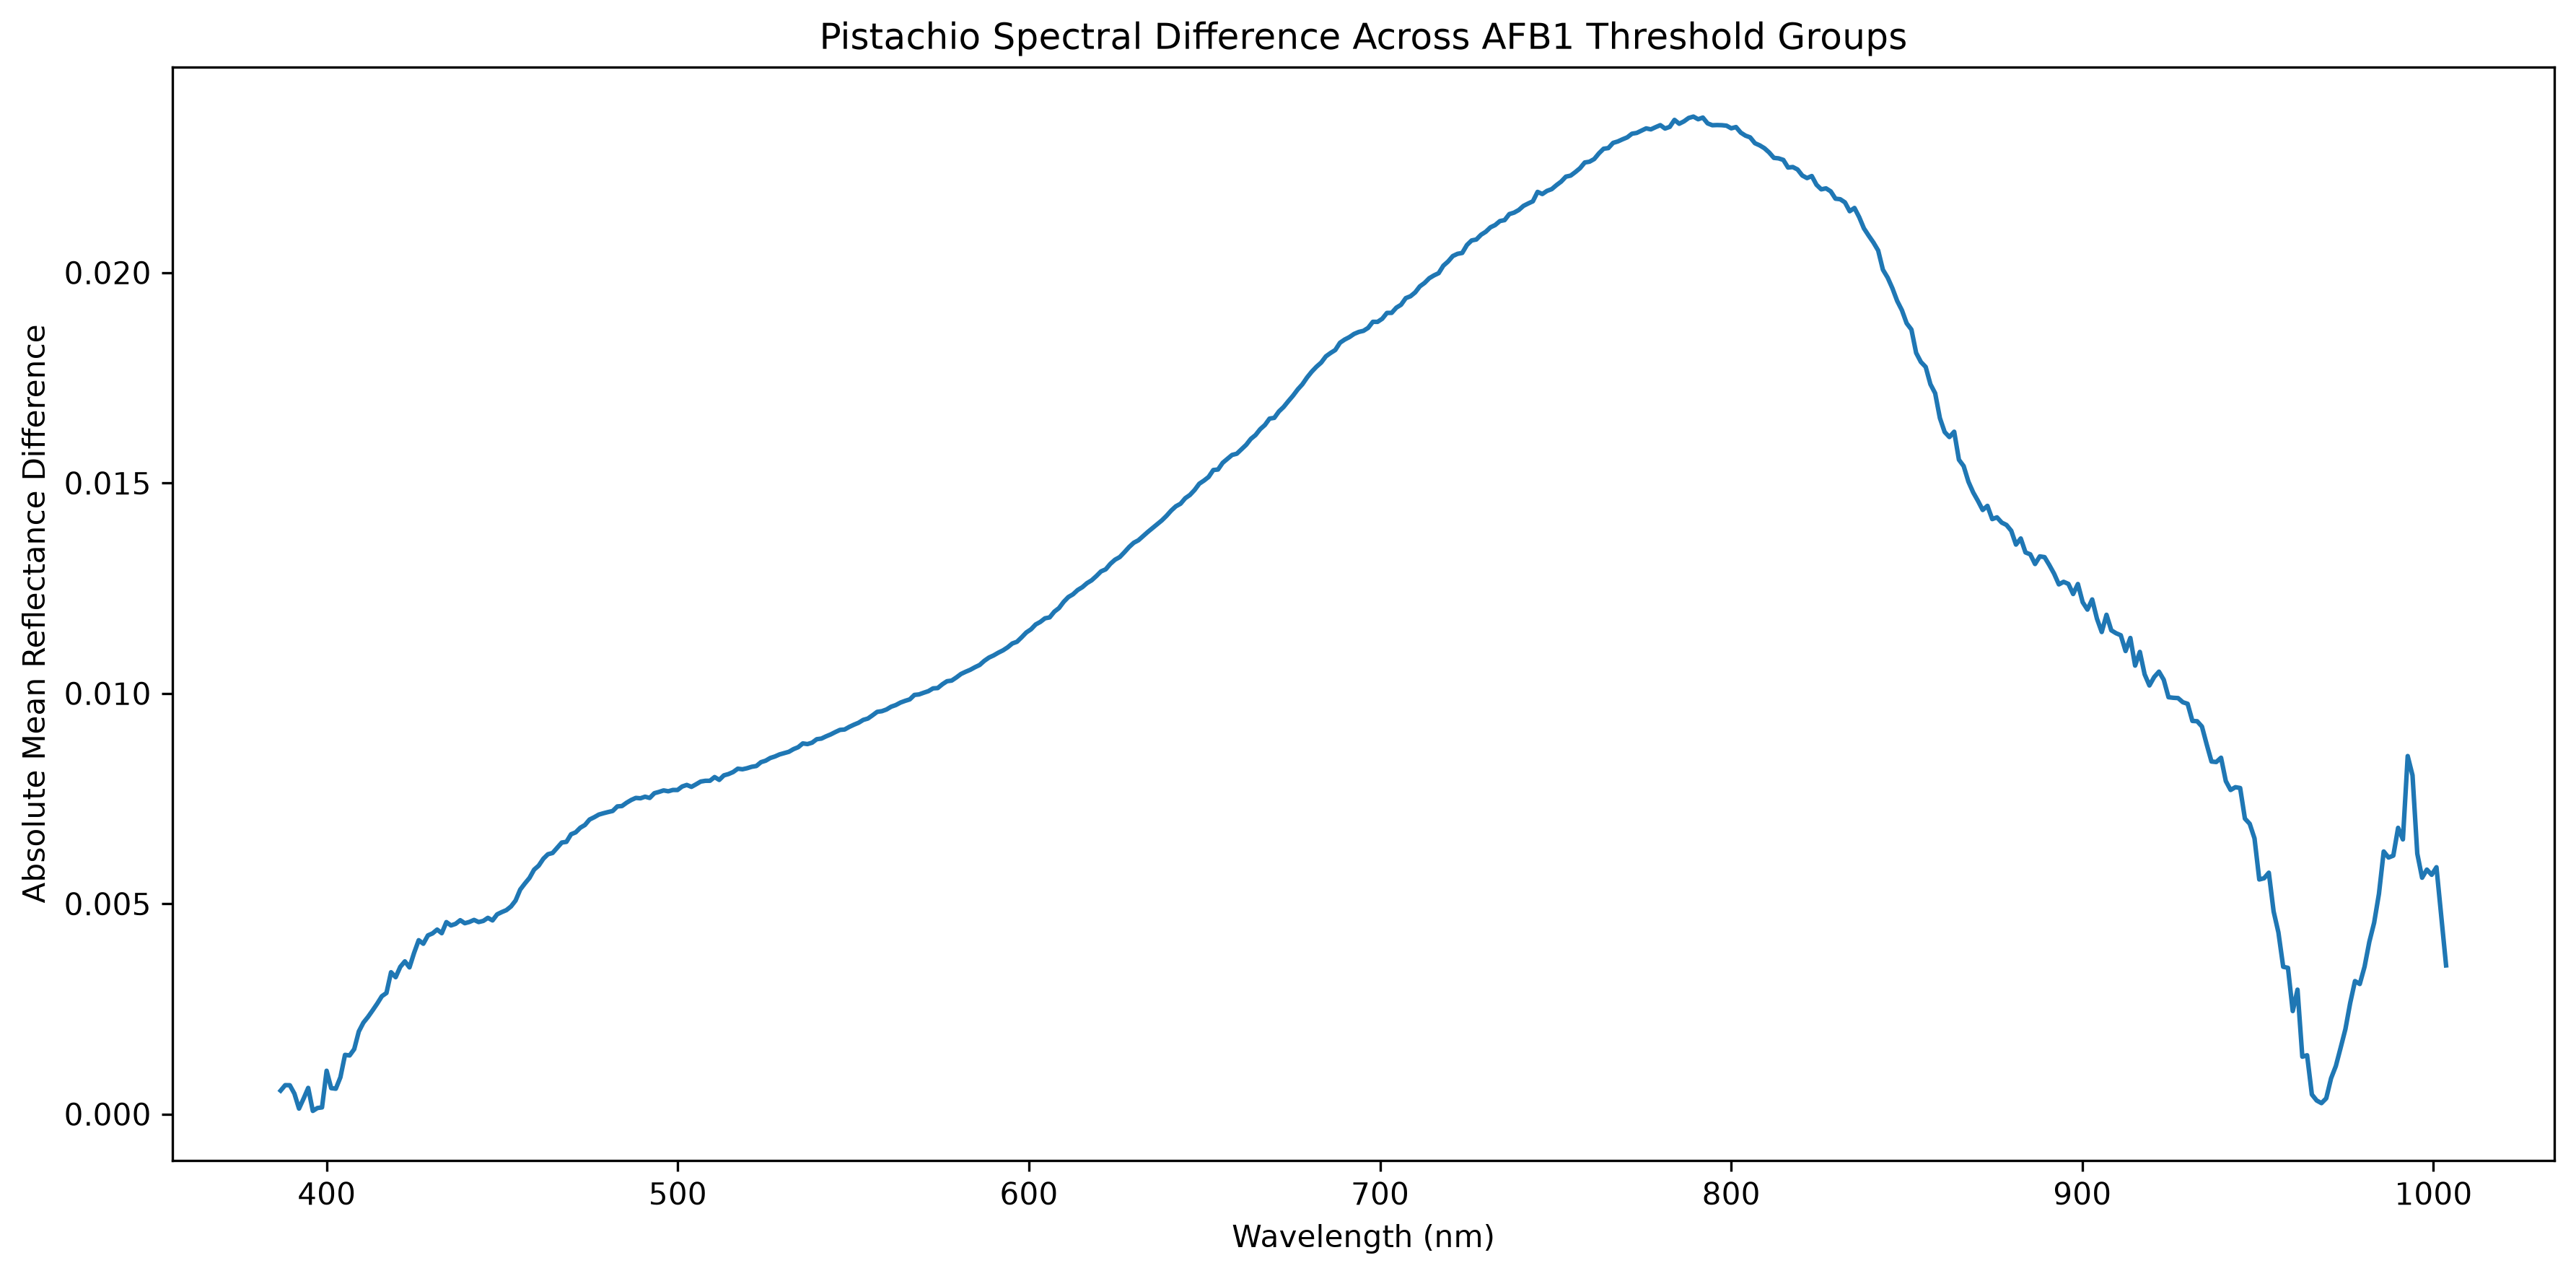 Pistachio Spectral Difference Across AFB1 Threshold Groups
Absolute Mean Reflectance Difference
0.020
0.015
0.010
0.005
0.000
400 500 600 700 800 900 1000
Wavelength (nm)